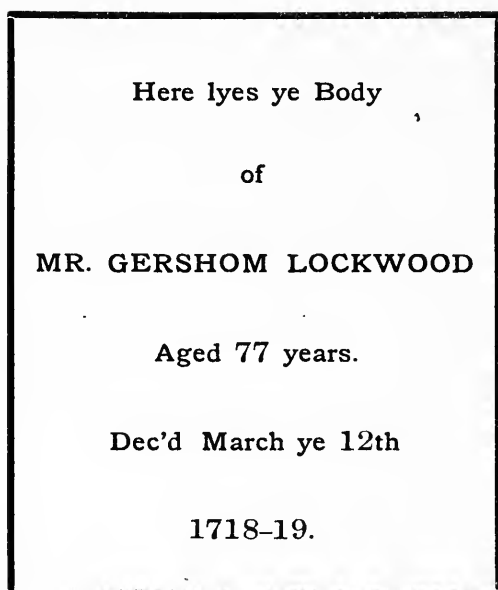 Here lyes ye Body
of
MR. GERSHOM LOCKWOOD
Aged 77 years.
Dec'd March ye 12th
1718–19.